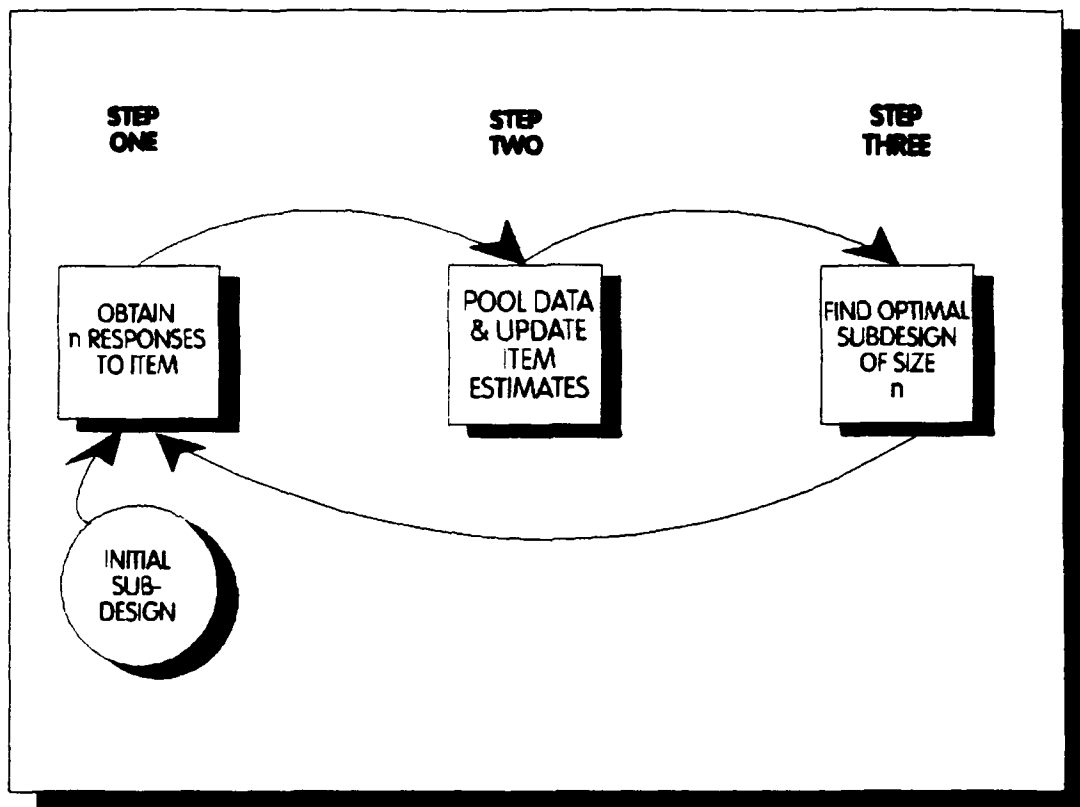 STEP
ONE
STEP
TWO
STEP
THREE
OBTAIN
n RESPONSES
TO ITEM
POOL DATA
& UPDATE
ITEM
ESTIMATES
FIND OPTIMAL
SUBDESIGN
OF SIZE
n
INITIAL
SUB-
DESIGN